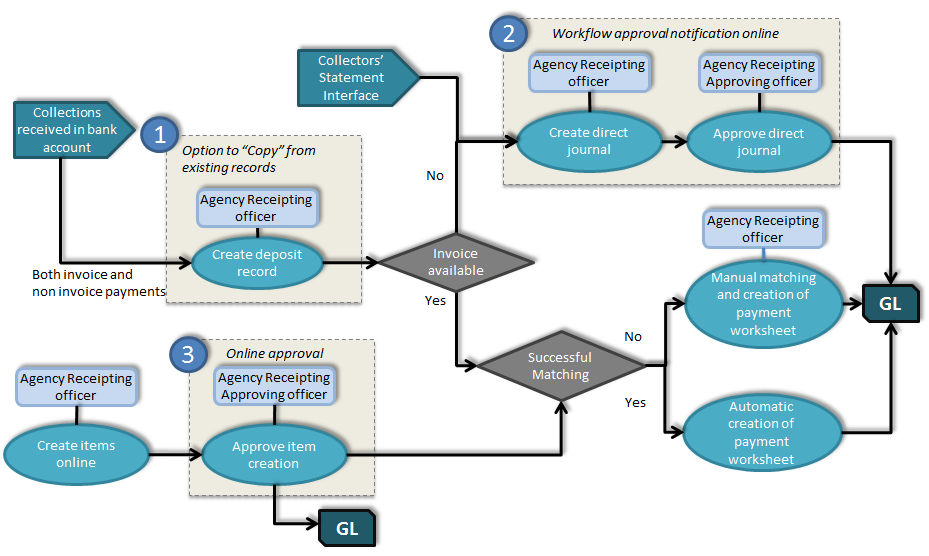 2
Workflow approval notification online
Collectors'
Statement
Interface
Agency Receipting
officer
Agency Receipting
Approving officer
Collections
received in bank
account
1
Option to "Copy" from
existing records
Create direct
journal
Approve direct
journal
No
Agency Receipting
officer
Agency Receipting
officer
Create deposit
record
Invoice
available
Both invoice and
non invoice payments
Yes
Manual matching
and creation of
payment worksheet
GL
3
Online approval
No
Successful
Matching
Agency Receipting
officer
Agency Receipting
Approving officer
Yes
Automatic
creation of
payment
worksheet
Create items
online
Approve item
creation
GL